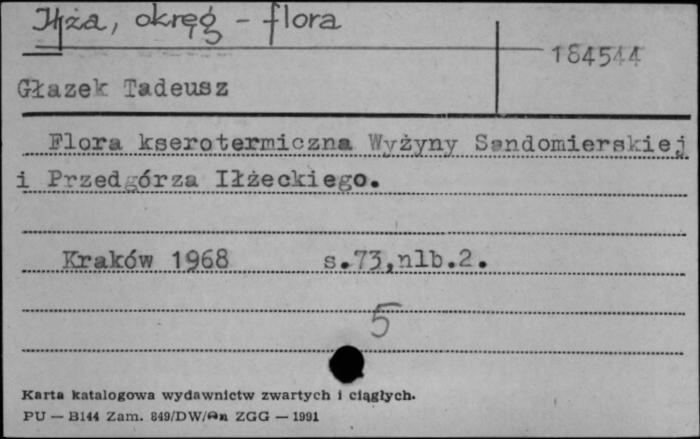 Iłża, okręg - flora
184544
Głazek Tadeusz
Flora kserotermiczna Wyżyny Sandomierskiej
i Przedgórza Iłżeckiego.
Kraków 1968 s.73,nlb.2.
5
Karta katalogowa wydawnictw zwartych i ciągłych.
PU — B144 Zam. 849/DW/An ZGG — 1991